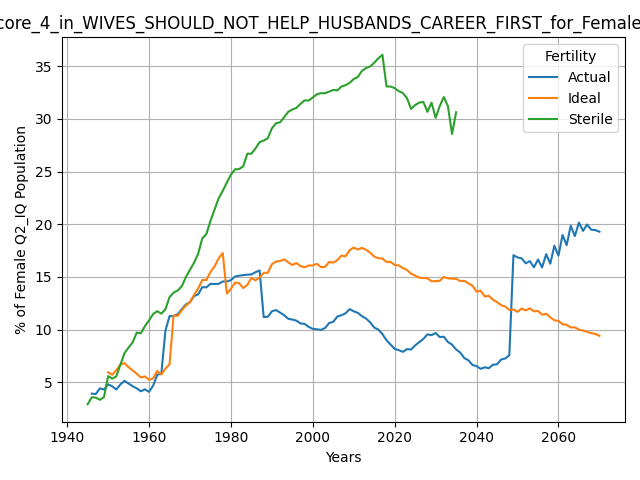 core_4_in_WIVES_SHOULD_NOT_HELP_HUSBANDS_CAREER_FIRST_for_Female
Fertility
Actual
Ideal
Sterile
% of Female Q2_IQ Population
35
30
25
20
15
10
5
1940 1960 1980 2000 2020 2040 2060
Years